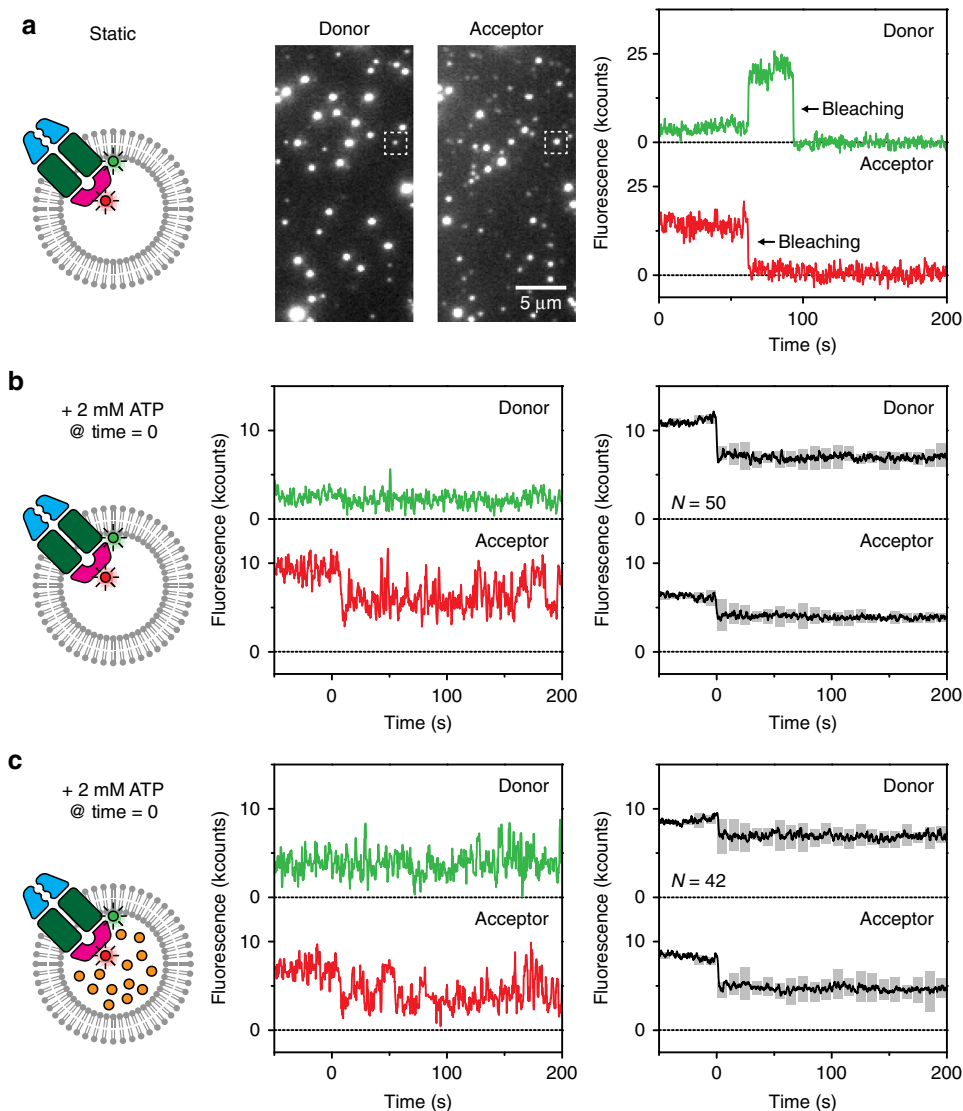 a
Static
Donor
Acceptor
5 µm
Fluorescence (kcounts)
25
0
25
0
Donor
Bleaching
Acceptor
Bleaching
0
100
200
Time (s)
b
+ 2 mM ATP
@ time = 0
Fluorescence (kcounts)
10
0
10
0
Donor
Acceptor
0
100
200
Time (s)
Fluorescence (kcounts)
10
0
10
0
Donor
N = 50
Acceptor
0
100
200
Time (s)
c
+ 2 mM ATP
@ time = 0
Fluorescence (kcounts)
10
0
10
0
Donor
Acceptor
0
100
200
Time (s)
Fluorescence (kcounts)
10
0
10
0
Donor
N = 42
Acceptor
0
100
200
Time (s)